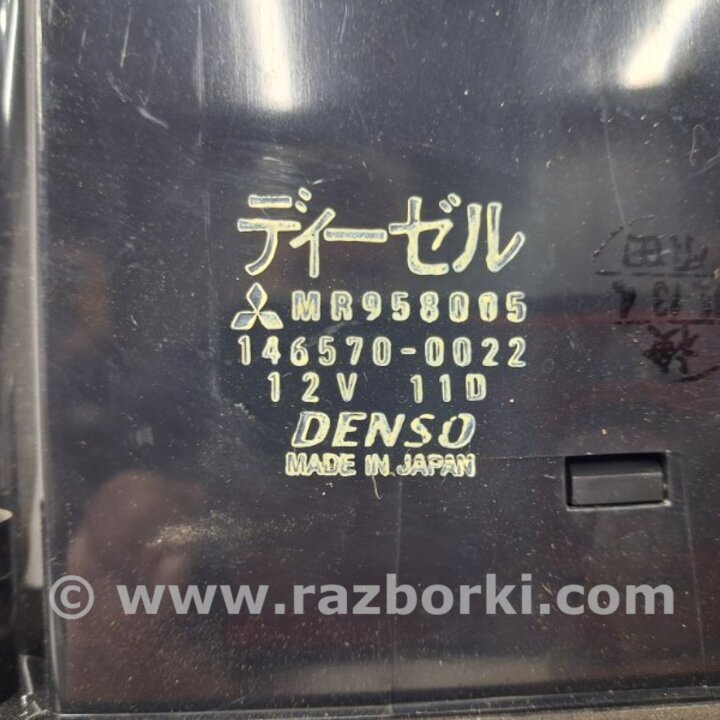 ディーゼル
MR958005
146570-0022
12V 11D
DENSO
MADE IN JAPAN
© www.razborki.com